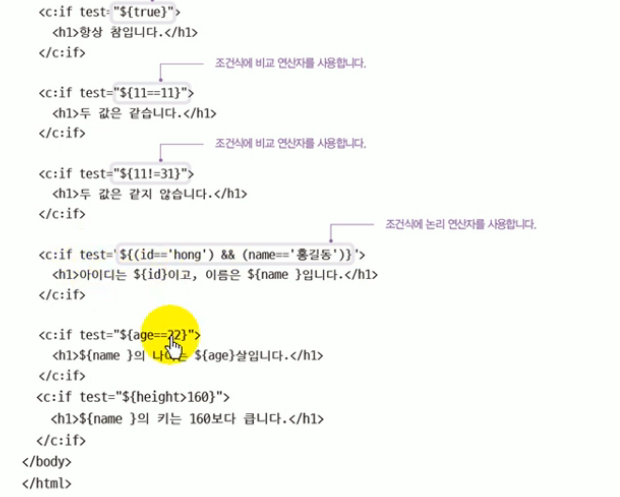 <c:if test="${true}">
<h1>항상 참입니다.</h1>
</c:if>
조건식에 비교 연산자를 사용합니다.
<c:if test="${11==11}">
<h1>두 값은 같습니다.</h1>
</c:if>
조건식에 비교 연산자를 사용합니다.
<c:if test="${11!=31}">
<h1>두 값은 같지 않습니다.</h1>
</c:if>
조건식에 논리 연산자를 사용합니다.
<c:if test="${(id=='hong') && (name=='홍길동')}">
<h1>아이디는 ${id}이고, 이름은 ${name }입니다.</h1>
</c:if>
<c:if test="${age==22}">
<h1>${name }의 나이는 ${age}살입니다.</h1>
</c:if>
<c:if test="${height>160}">
<h1>${name }의 키는 160보다 큽니다.</h1>
</c:if>
</body>
</html>